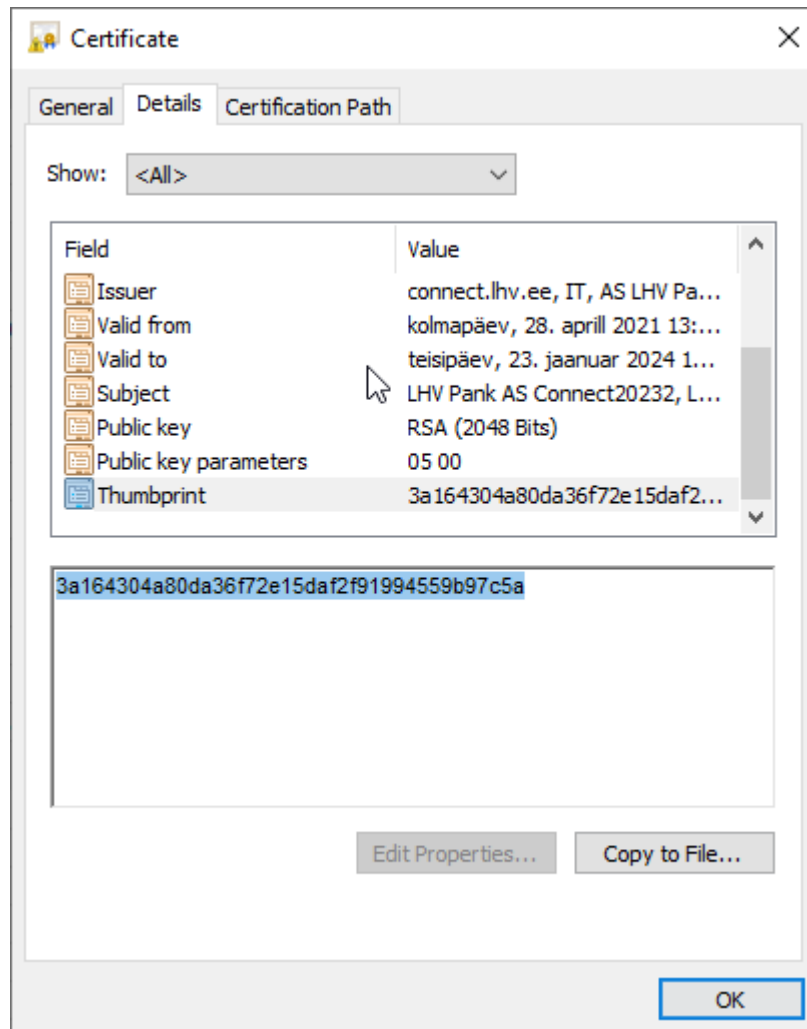 Certificate
General Details Certification Path
Show: <All>
Field Value
Issuer connect.lhv.ee, IT, AS LHV Pa...
Valid from kolmapäev, 28. aprill 2021 13:...
Valid to teisipäev, 23. jaanuar 2024 1...
Subject LHV Pank AS Connect20232, L...
Public key RSA (2048 Bits)
Public key parameters 05 00
Thumbprint 3a164304a80da36f72e15daf2...
3a164304a80da36f72e15daf2f91994559b97c5a
Edit Properties... Copy to File...
OK